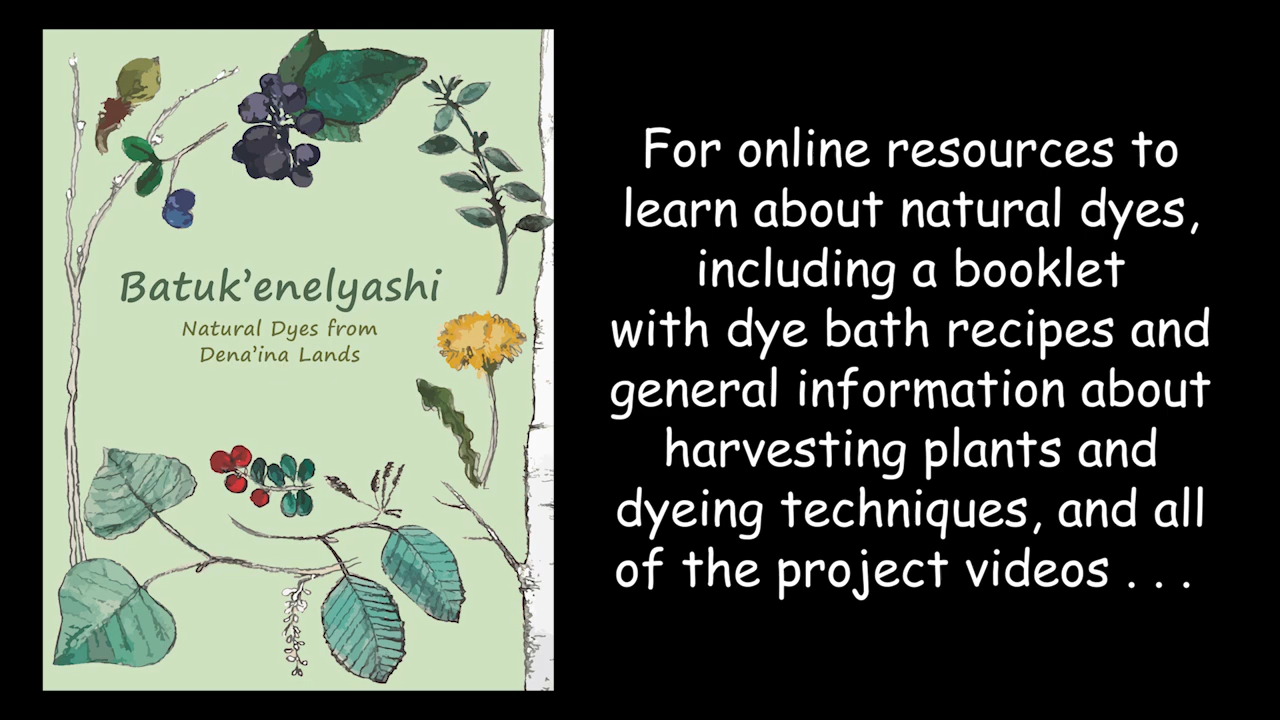 Batuk'enelyashi
Natural Dyes from
Dena'ina Lands
For online resources to
learn about natural dyes,
including a booklet
with dye bath recipes and
general information about
harvesting plants and
dyeing techniques, and all
of the project videos . . .